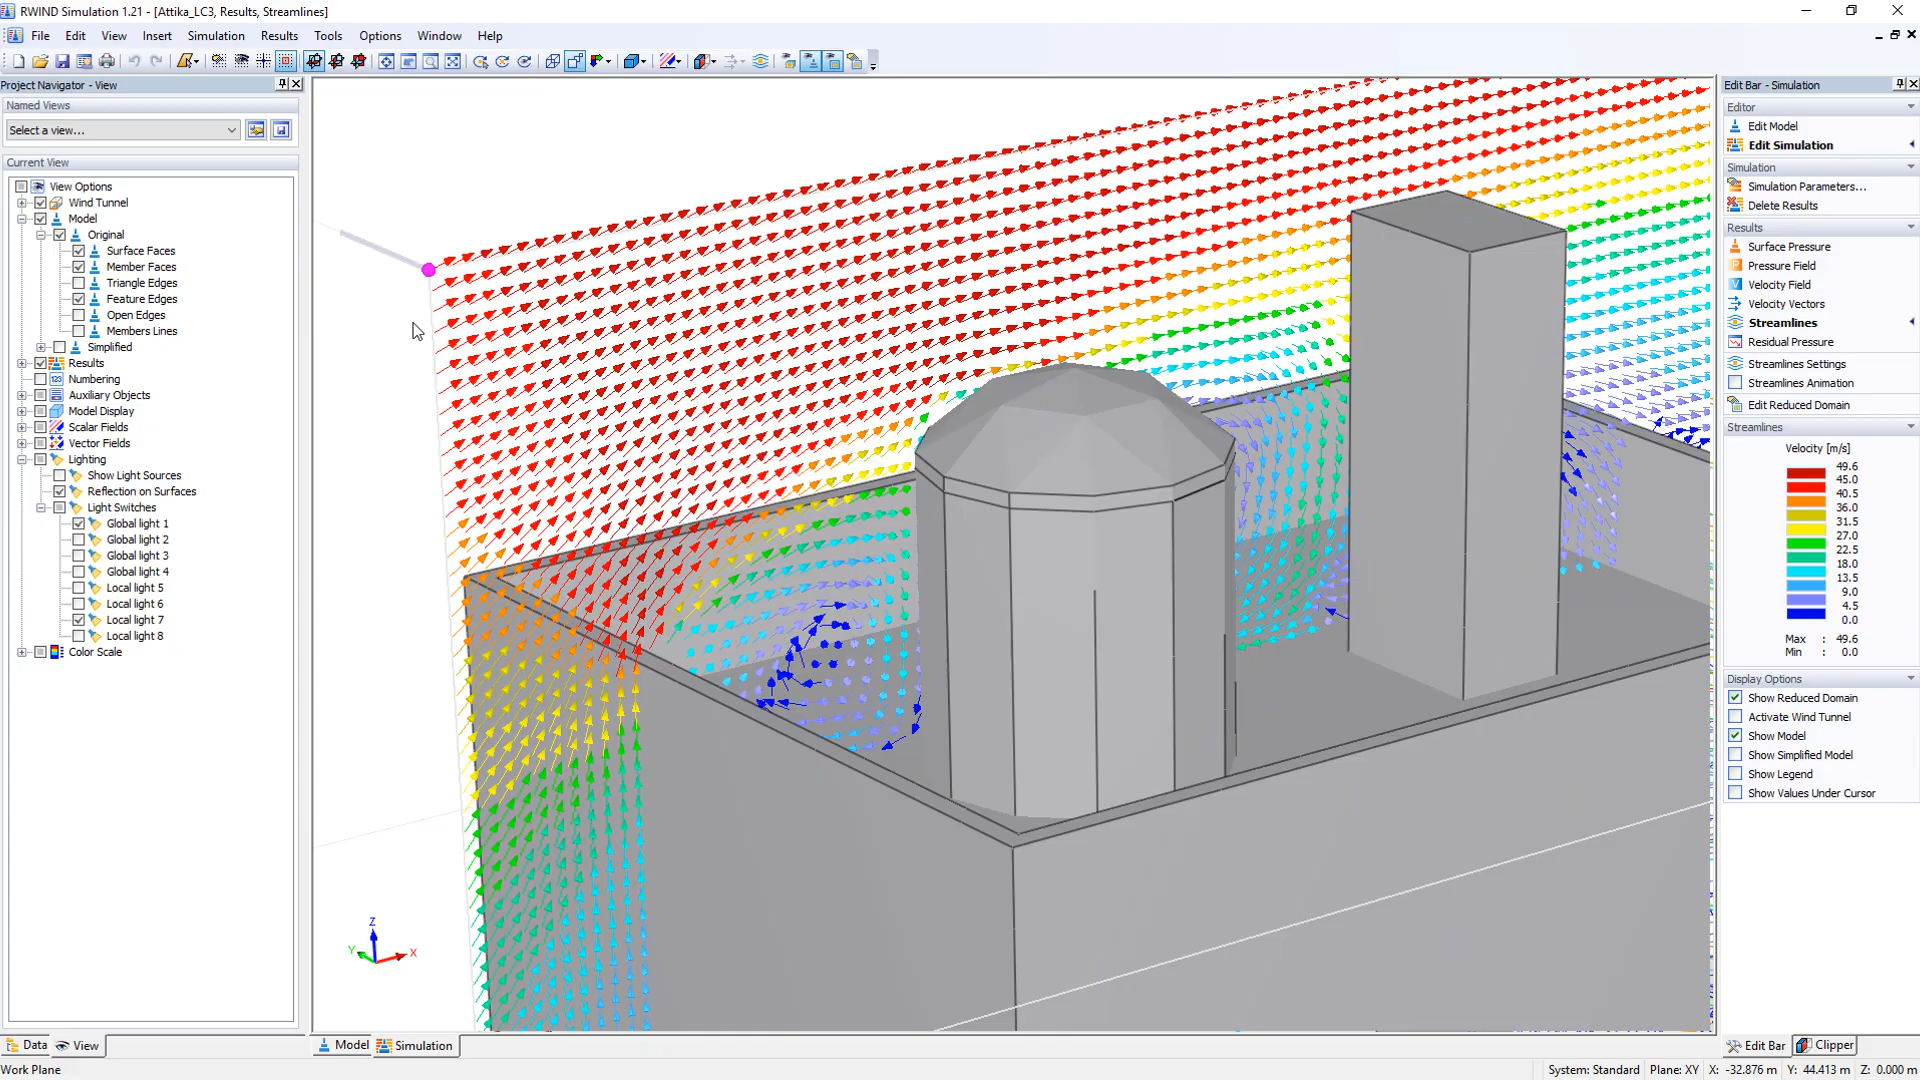 RWIND Simulation 1.21 - [Attika_LC3, Results, Streamlines]
File Edit View Insert Simulation Results Tools Options Window Help
Project Navigator - View
Named Views
Select a view...
Current View
View Options
Wind Tunnel
Model
Original
Surface Faces
Member Faces
Triangle Edges
Feature Edges
Open Edges
Members Lines
Simplified
Results
123 Numbering
Auxiliary Objects
Model Display
Scalar Fields
Vector Fields
Lighting
Show Light Sources
Reflection on Surfaces
Light Switches
Global light 1
Global light 2
Global light 3
Global light 4
Local light 5
Local light 6
Local light 7
Local light 8
Color Scale
Data View
Z
Y X
Model Simulation
Edit Bar - Simulation
Editor
Edit Model
Edit Simulation
Simulation
Simulation Parameters...
Delete Results
Results
Surface Pressure
Pressure Field
Velocity Field
Velocity Vectors
Streamlines
Residual Pressure
Streamlines Settings
Streamlines Animation
Edit Reduced Domain
Streamlines
Velocity [m/s]
49.6
45.0
40.5
36.0
31.5
27.0
22.5
18.0
13.5
9.0
4.5
0.0
Max : 49.6
Min : 0.0
Display Options
Show Reduced Domain
Activate Wind Tunnel
Show Model
Show Simplified Model
Show Legend
Show Values Under Cursor
Edit Bar Clipper
Work Plane
System: Standard Plane: XY X: -32.876 m Y: 44.413 m Z: 0.000 m